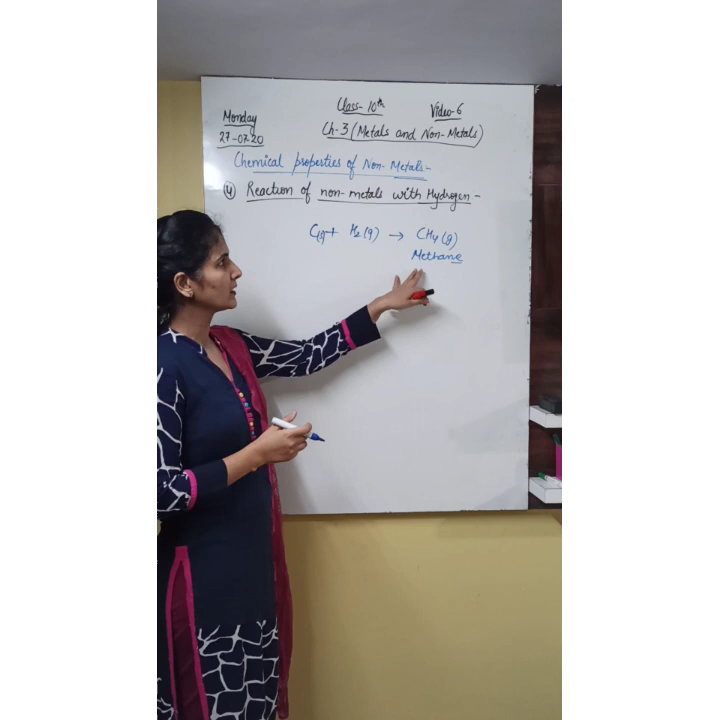 Class- 10th
Video-6
Monday
27-07-20
Ch-3 (Metals and Non-Metals)
Chemical properties of Non-Metals-
(4) Reaction of non-metals with Hydrogen-
C(g)+ H2(g) → CH4(g)
Methane